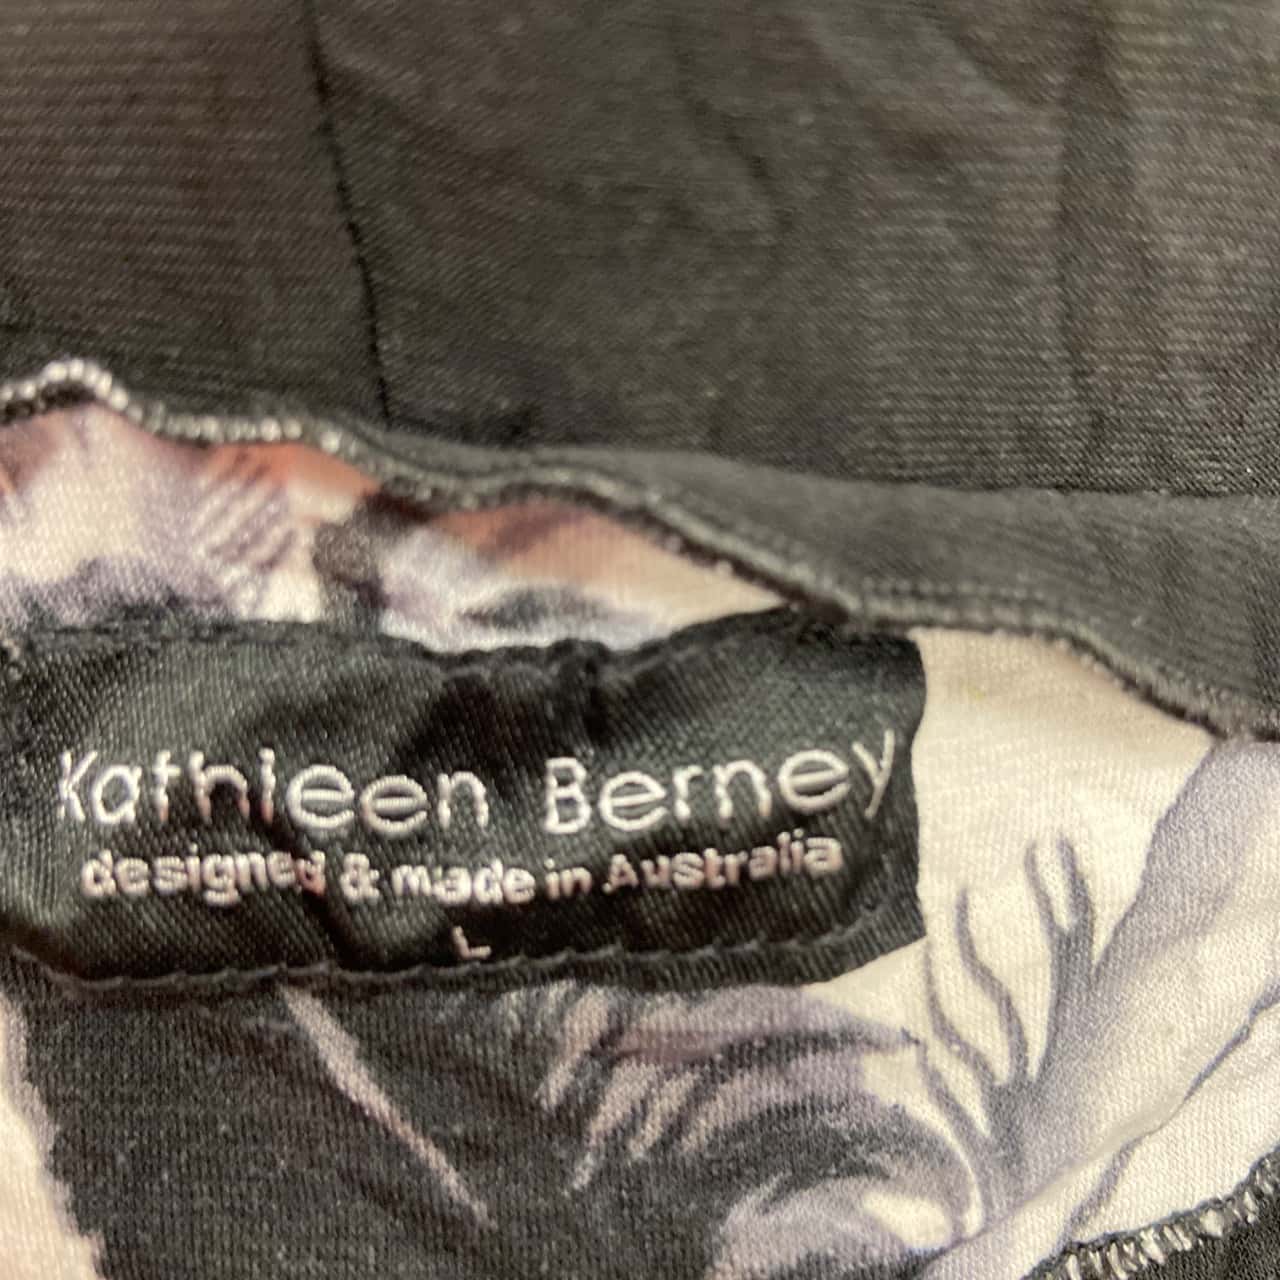 Kathleen Berney
designed & made in Australia
L